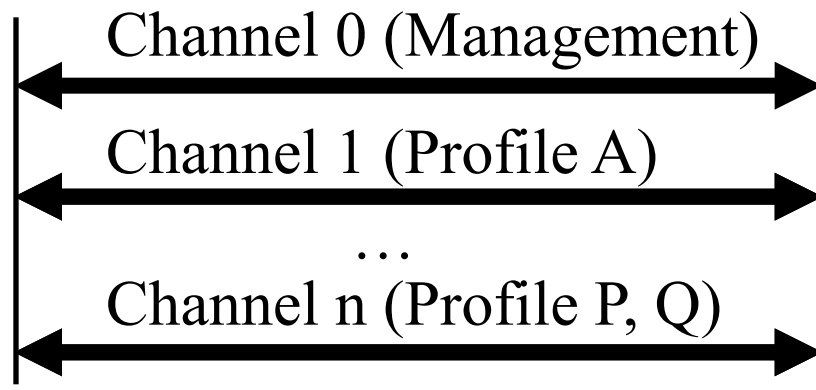 Channel 0 (Management)
Channel 1 (Profile A)
…
Channel n (Profile P, Q)